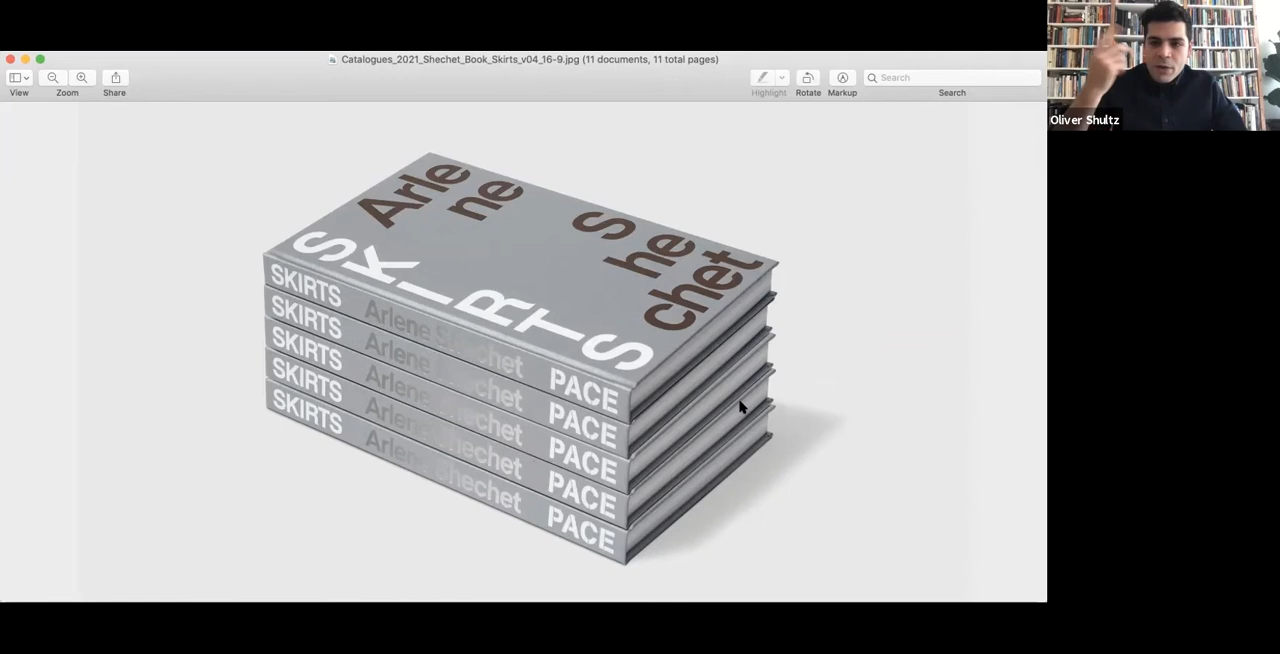 Catalogues_2021_Shechet_Book_Skirts_v04_16-9.jpg (11 documents, 11 total pages)
View
Zoom
Share
Highlight
Rotate
Markup
Search
Search
Oliver Shultz
Arle
ne
S
he
chet
SKIRTS
SKIRTS Arlene Shechet PACE
SKIRTS Arlene Shechet PACE
SKIRTS Arlene Shechet PACE
SKIRTS Arlene Shechet PACE
SKIRTS Arlene Shechet PACE